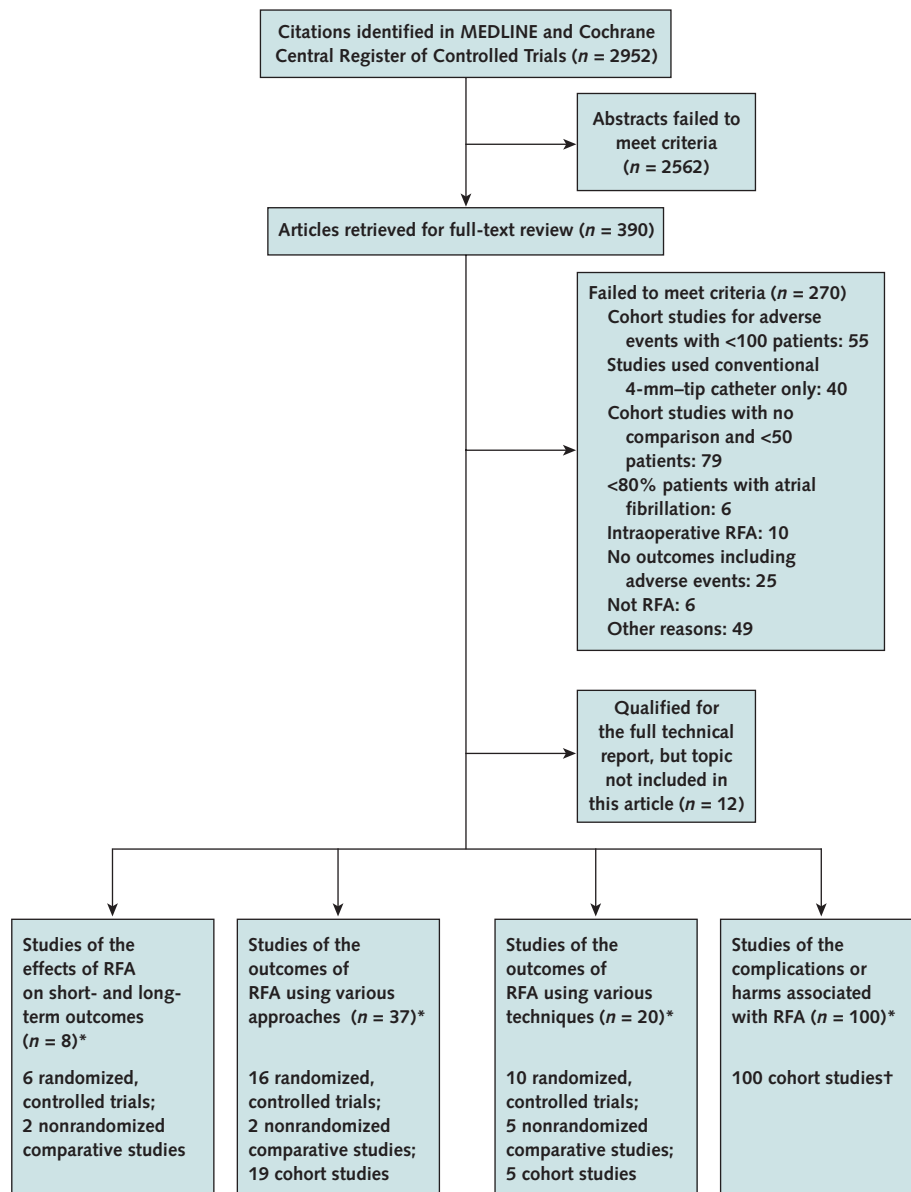 Citations identified in MEDLINE and Cochrane
Central Register of Controlled Trials (n = 2952)
Abstracts failed to
meet criteria
(n = 2562)
Articles retrieved for full-text review (n = 390)
Failed to meet criteria (n = 270)
Cohort studies for adverse
events with <100 patients: 55
Studies used conventional
4-mm–tip catheter only: 40
Cohort studies with no
comparison and <50
patients: 79
<80% patients with atrial
fibrillation: 6
Intraoperative RFA: 10
No outcomes including
adverse events: 25
Not RFA: 6
Other reasons: 49
Qualified for
the full technical
report, but topic
not included in
this article (n = 12)
Studies of the
effects of RFA
on short- and long-
term outcomes
(n = 8)*
6 randomized,
controlled trials;
2 nonrandomized
comparative studies
Studies of the
outcomes of
RFA using various
approaches (n = 37)*
16 randomized,
controlled trials;
2 nonrandomized
comparative studies;
19 cohort studies
Studies of the
outcomes of
RFA using various
techniques (n = 20)*
10 randomized,
controlled trials;
5 nonrandomized
comparative studies;
5 cohort studies
Studies of the
complications or
harms associated
with RFA (n = 100)*
100 cohort studies†